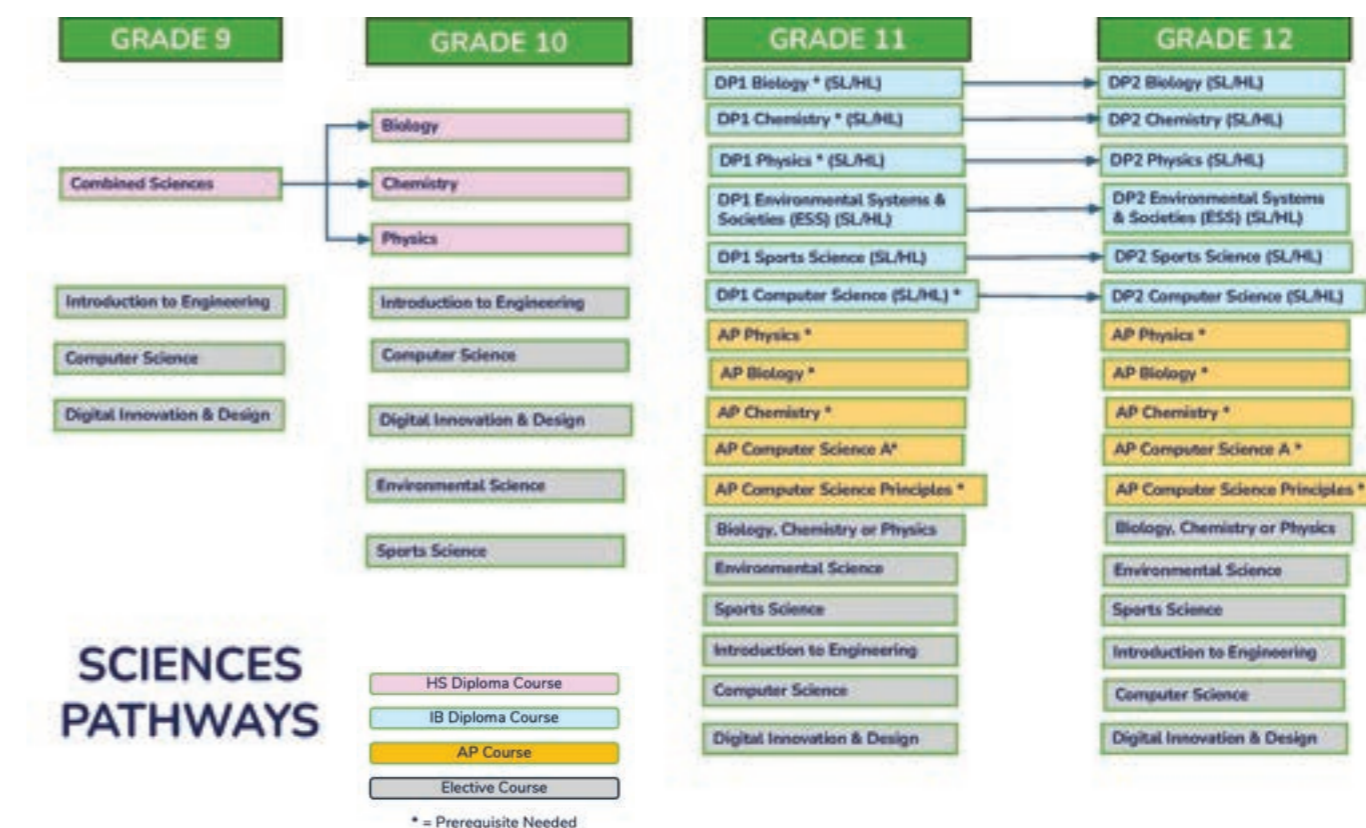 GRADE 9
Combined Sciences
Introduction to Engineering
Computer Science
Digital Innovation & Design
GRADE 10
Biology
Chemistry
Physics
Introduction to Engineering
Computer Science
Digital Innovation & Design
Environmental Science
Sports Science
GRADE 11
DP1 Biology * (SL/HL)
DP1 Chemistry * (SL/HL)
DP1 Physics * (SL/HL)
DP1 Environmental Systems &
Societies (ESS) (SL/HL)
DP1 Sports Science (SL/HL)
DP1 Computer Science (SL/HL) *
AP Physics *
AP Biology *
AP Chemistry *
AP Computer Science A*
AP Computer Science Principles *
Biology, Chemistry or Physics
Environmental Science
Sports Science
Introduction to Engineering
Computer Science
Digital Innovation & Design
GRADE 12
DP2 Biology (SL/HL)
DP2 Chemistry (SL/HL)
DP2 Physics (SL/HL)
DP2 Environmental Systems
& Societies (ESS) (SL/HL)
DP2 Sports Science (SL/HL)
DP2 Computer Science (SL/HL)
AP Physics *
AP Biology *
AP Chemistry *
AP Computer Science A *
AP Computer Science Principles *
Biology, Chemistry or Physics
Environmental Science
Sports Science
Introduction to Engineering
Computer Science
Digital Innovation & Design
SCIENCES
PATHWAYS
HS Diploma Course
IB Diploma Course
AP Course
Elective Course
* = Prerequisite Needed